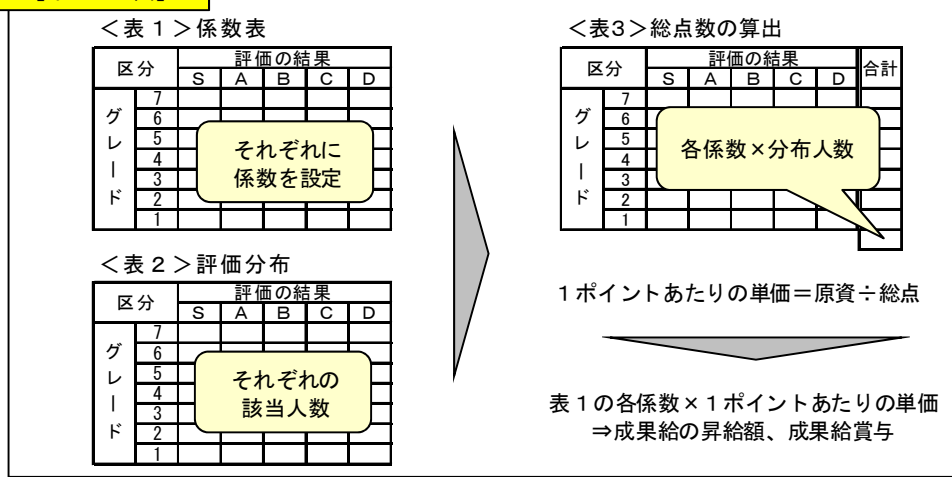 <表1>係数表
区分
評価の結果
S A B C D
グレード
7
6
5
4
3
2
1
それぞれに
係数を設定
<表2>評価分布
区分
評価の結果
S A B C D
グレード
7
6
5
4
3
2
1
それぞれの
該当人数
<表3>総点数の算出
区分
評価の結果
合計
S A B C D
グレード
7
6
5
4
3
2
1
各係数×分布人数
1ポイントあたりの単価=原資÷総点
表1の各係数×1ポイントあたりの単価
⇒成果給の昇給額、成果給賞与